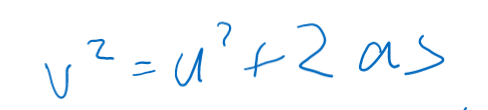 v² = u² + 2as